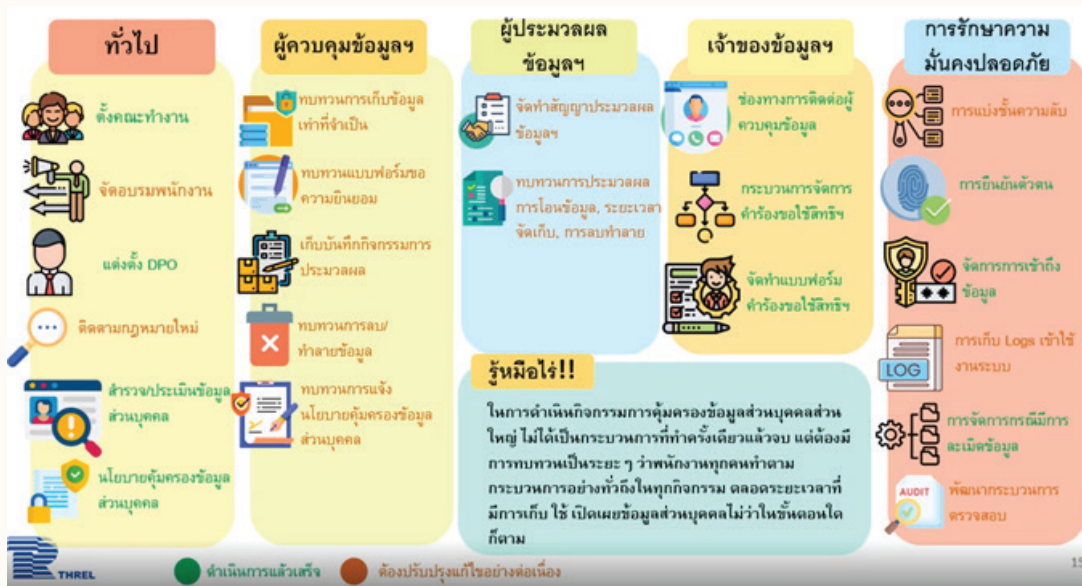 ทั่วไป
ตั้งคณะทำงาน
จัดอบรมพนักงาน
แต่งตั้ง DPO
ติดตามกฎหมายใหม่
สำรวจ/ประเมินข้อมูล
ส่วนบุคคล
นโยบายคุ้มครองข้อมูล
ส่วนบุคคล
ผู้ควบคุมข้อมูลฯ
ทบทวนการเก็บข้อมูล
เท่าที่จำเป็น
ทบทวนแบบฟอร์มขอ
ความยินยอม
เก็บบันทึกกิจกรรมการ
ประมวลผล
ทบทวนการลบ/
ทำลายข้อมูล
ทบทวนการแจ้ง
นโยบายคุ้มครองข้อมูล
ส่วนบุคคล
ผู้ประมวลผล
ข้อมูลฯ
จัดทำสัญญาประมวลผล
ข้อมูลฯ
ทบทวนการประมวลผล
การโอนข้อมูล, ระยะเวลา
จัดเก็บ, การลบทำลาย
เจ้าของข้อมูลฯ
ช่องทางการติดต่อผู้
ควบคุมข้อมูล
กระบวนการจัดการ
คำร้องขอใช้สิทธิฯ
จัดทำแบบฟอร์ม
คำร้องขอใช้สิทธิฯ
รู้หมือไร่!!
ในการดำเนินกิจกรรมการคุ้มครองข้อมูลส่วนบุคคลส่วน
ใหญ่ ไม่ได้เป็นกระบวนการที่ทำครั้งเดียวแล้วจบ แต่ต้องมี
การทบทวนเป็นระยะ ๆ ว่าพนักงานทุกคนทำตาม
กระบวนการอย่างทั่วถึงในทุกกิจกรรม ตลอดระยะเวลาที่
มีการเก็บ ใช้ เปิดเผยข้อมูลส่วนบุคคลไม่ว่าในขั้นตอนใด
ก็ตาม
การรักษาความ
มั่นคงปลอดภัย
การแบ่งชั้นความลับ
การยืนยันตัวตน
จัดการการเข้าถึง
ข้อมูล
LOG
การเก็บ Logs เข้าใช้
งานระบบ
การจัดการกรณีมีการ
ละเมิดข้อมูล
AUDIT
พัฒนากระบวนการ
ตรวจสอบ
THREL
ดำเนินการแล้วเสร็จ
ต้องปรับปรุงแก้ไขอย่างต่อเนื่อง